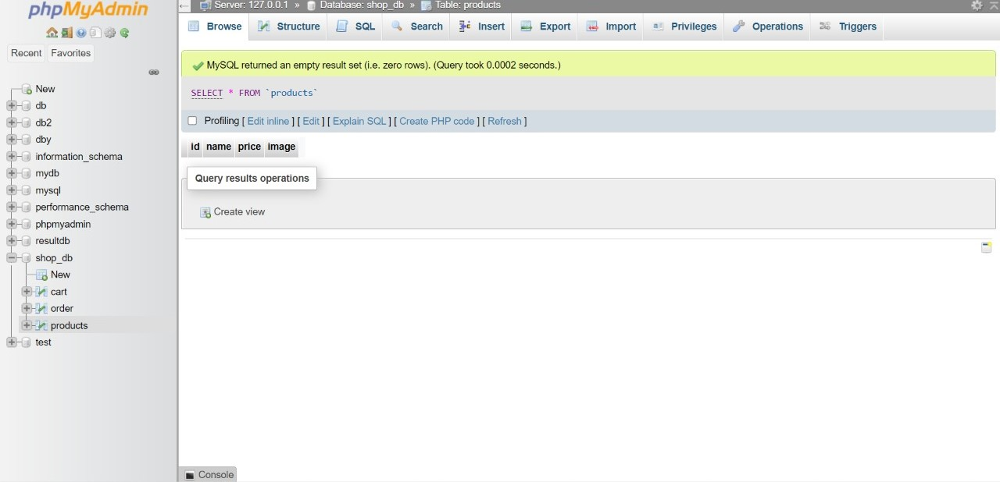 phpMyAdmin
Recent Favorites
New
db
db2
dby
information_schema
mydb
mysql
performance_schema
phpmyadmin
resultdb
shop_db
New
cart
order
products
test
Server: 127.0.0.1 » Database: shop_db » Table: products
Browse Structure SQL Search Insert Export Import Privileges Operations Triggers
MySQL returned an empty result set (i.e. zero rows). (Query took 0.0002 seconds.)
SELECT * FROM `products`
Profiling [ Edit inline ] [ Edit ] [ Explain SQL ] [ Create PHP code ] [ Refresh ]
id name price image
Query results operations
Create view
Console